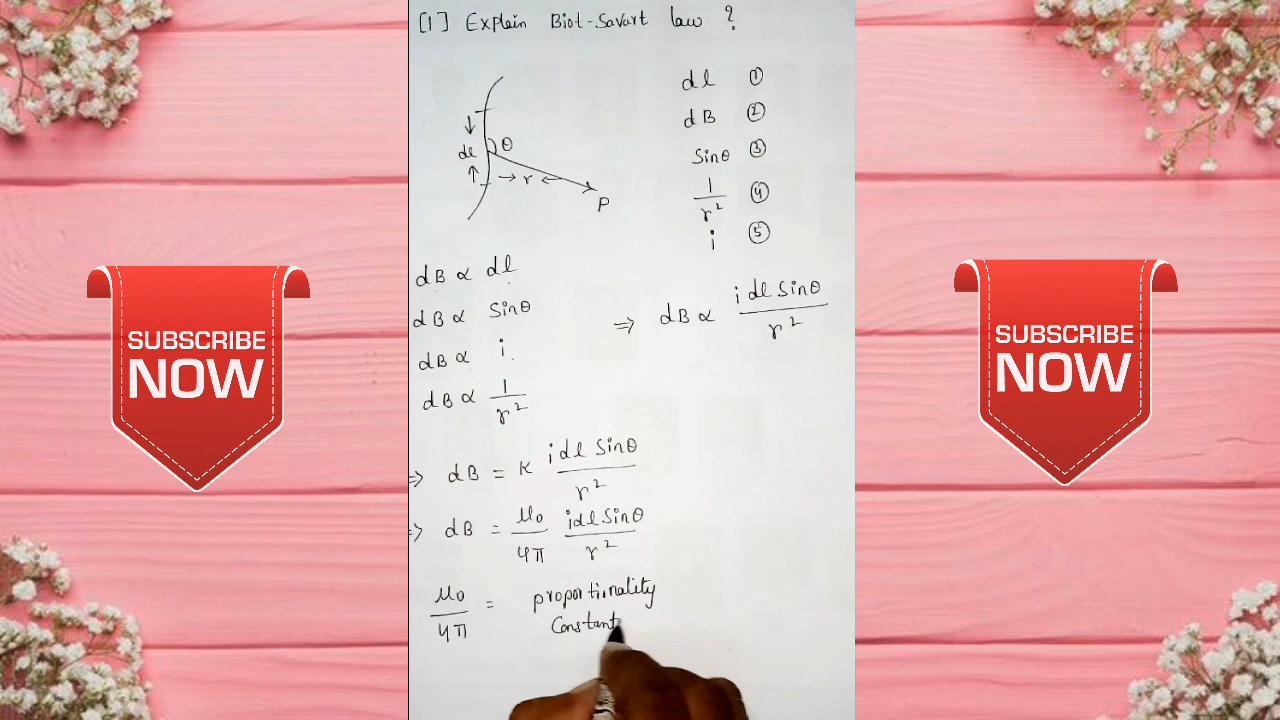 [1] Explain Biot-Savart law ?
dl ①
dB ②
Sinθ ③
1/r² ④
i ⑤
dl θ
→ r ←
P
dB ∝ dl
dB ∝ Sinθ
dB ∝ i
dB ∝ 1/r²
⇒ dB ∝ i dl Sinθ / r²
⇒ dB = K i dl Sinθ / r²
⇒ dB = μ₀/4π idl Sinθ / r²
μ₀/4π = proportionality
Constant
SUBSCRIBE
NOW
SUBSCRIBE
NOW